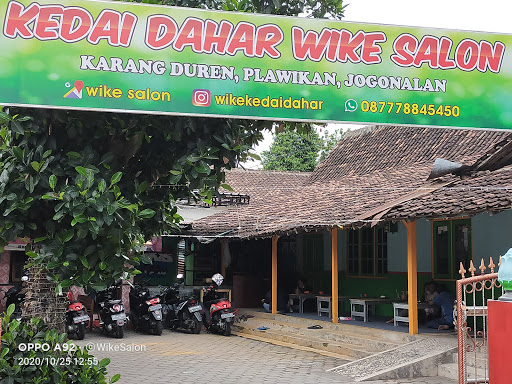 KEDAI DAHAR WIKE SALON
KARANG DUREN, PLAWIKAN, JOGONALAN
wike salon wikekedaidahar 087778845450
OPPO A92 · ©WikeSalon
2020/10/25 12:55